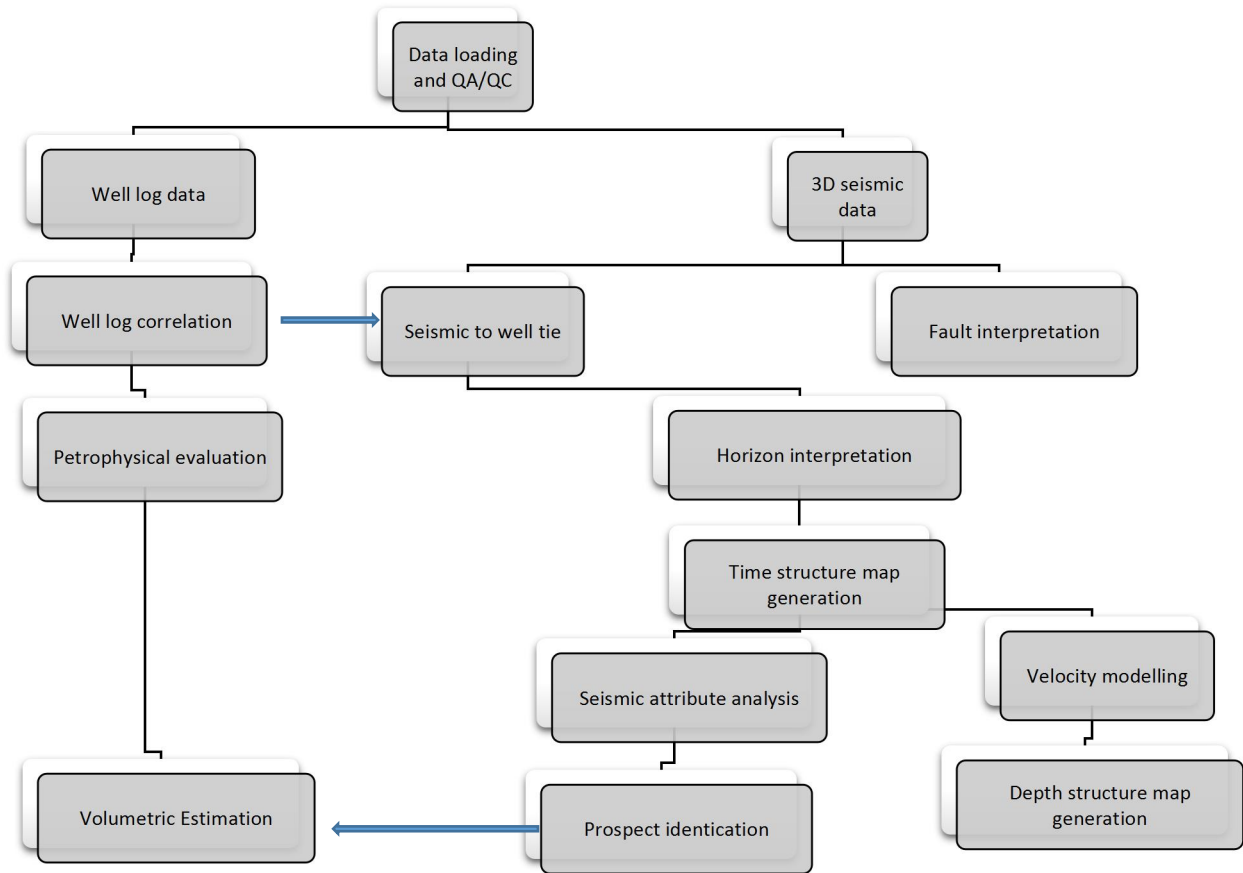 Data loading
and QA/QC
Well log data
3D seismic
data
Well log correlation
Seismic to well tie
Fault interpretation
Petrophysical evaluation
Horizon interpretation
Time structure map
generation
Seismic attribute analysis
Velocity modelling
Volumetric Estimation
Prospect identication
Depth structure map
generation